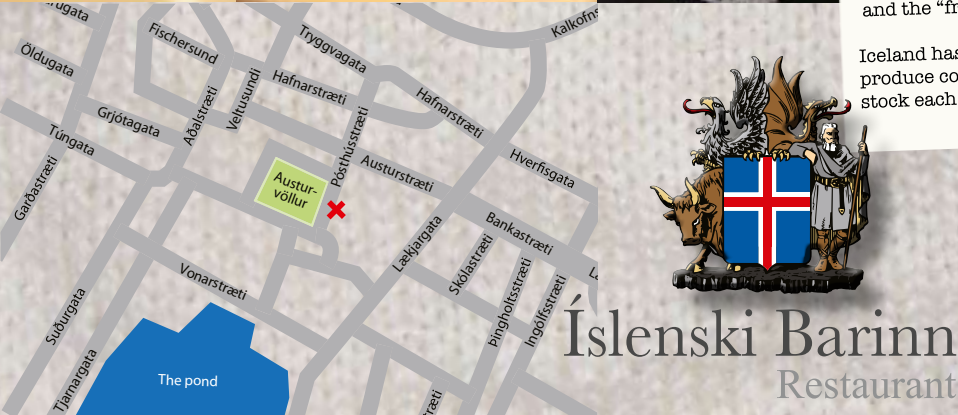 and the “fr
Iceland has
produce co
stock each
Kalkofns
Fischersund
Tryggvagata
Öldugata
Hafnarstræti
Hafnarstræti
Veltusundi
Aðalstræti
Grjótagata
Túngata
Pósthússtræti
Hverfisgata
Austurstræti
Garðastræti
Austur-
völlur
Bankastræti
Lækjargata
Skólastræti
Þingholtsstræti
Ingólfsstræti
Vonarstræti
Suðurgata
Tjarnargata
The pond
Íslenski Barinn
Restaurant